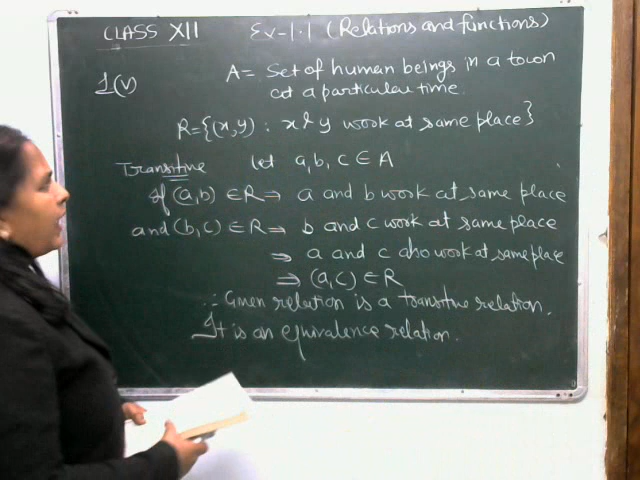 CLASS XII Ex-1.1 (Relations and functions)
1(v) A = Set of human beings in a town
at a particular time.
R = {(x,y) : x & y work at same place}
Transitive let a, b, c ∈ A
If (a,b) ∈ R ⇒ a and b work at same place
and (b,c) ∈ R ⇒ b and c work at same place
⇒ a and c also work at same place
⇒ (a,c) ∈ R
∴ Given relation is a transitive relation.
It is an equivalence relation.